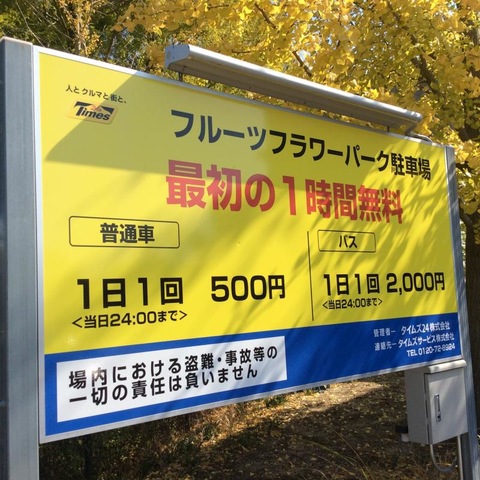 人とクルマと街と、
Times
フルーツフラワーパーク駐車場
最初の1時間無料
普通車
1日1回 500円
<当日24:00まで>
バス
1日1回 2,000円
<当日24:00まで>
管理者ー タイムズ24株式会社
連絡先ータイムズサービス株式会社
TEL 0120-72-8924
場内における盗難・事故等の
一切の責任は負いません